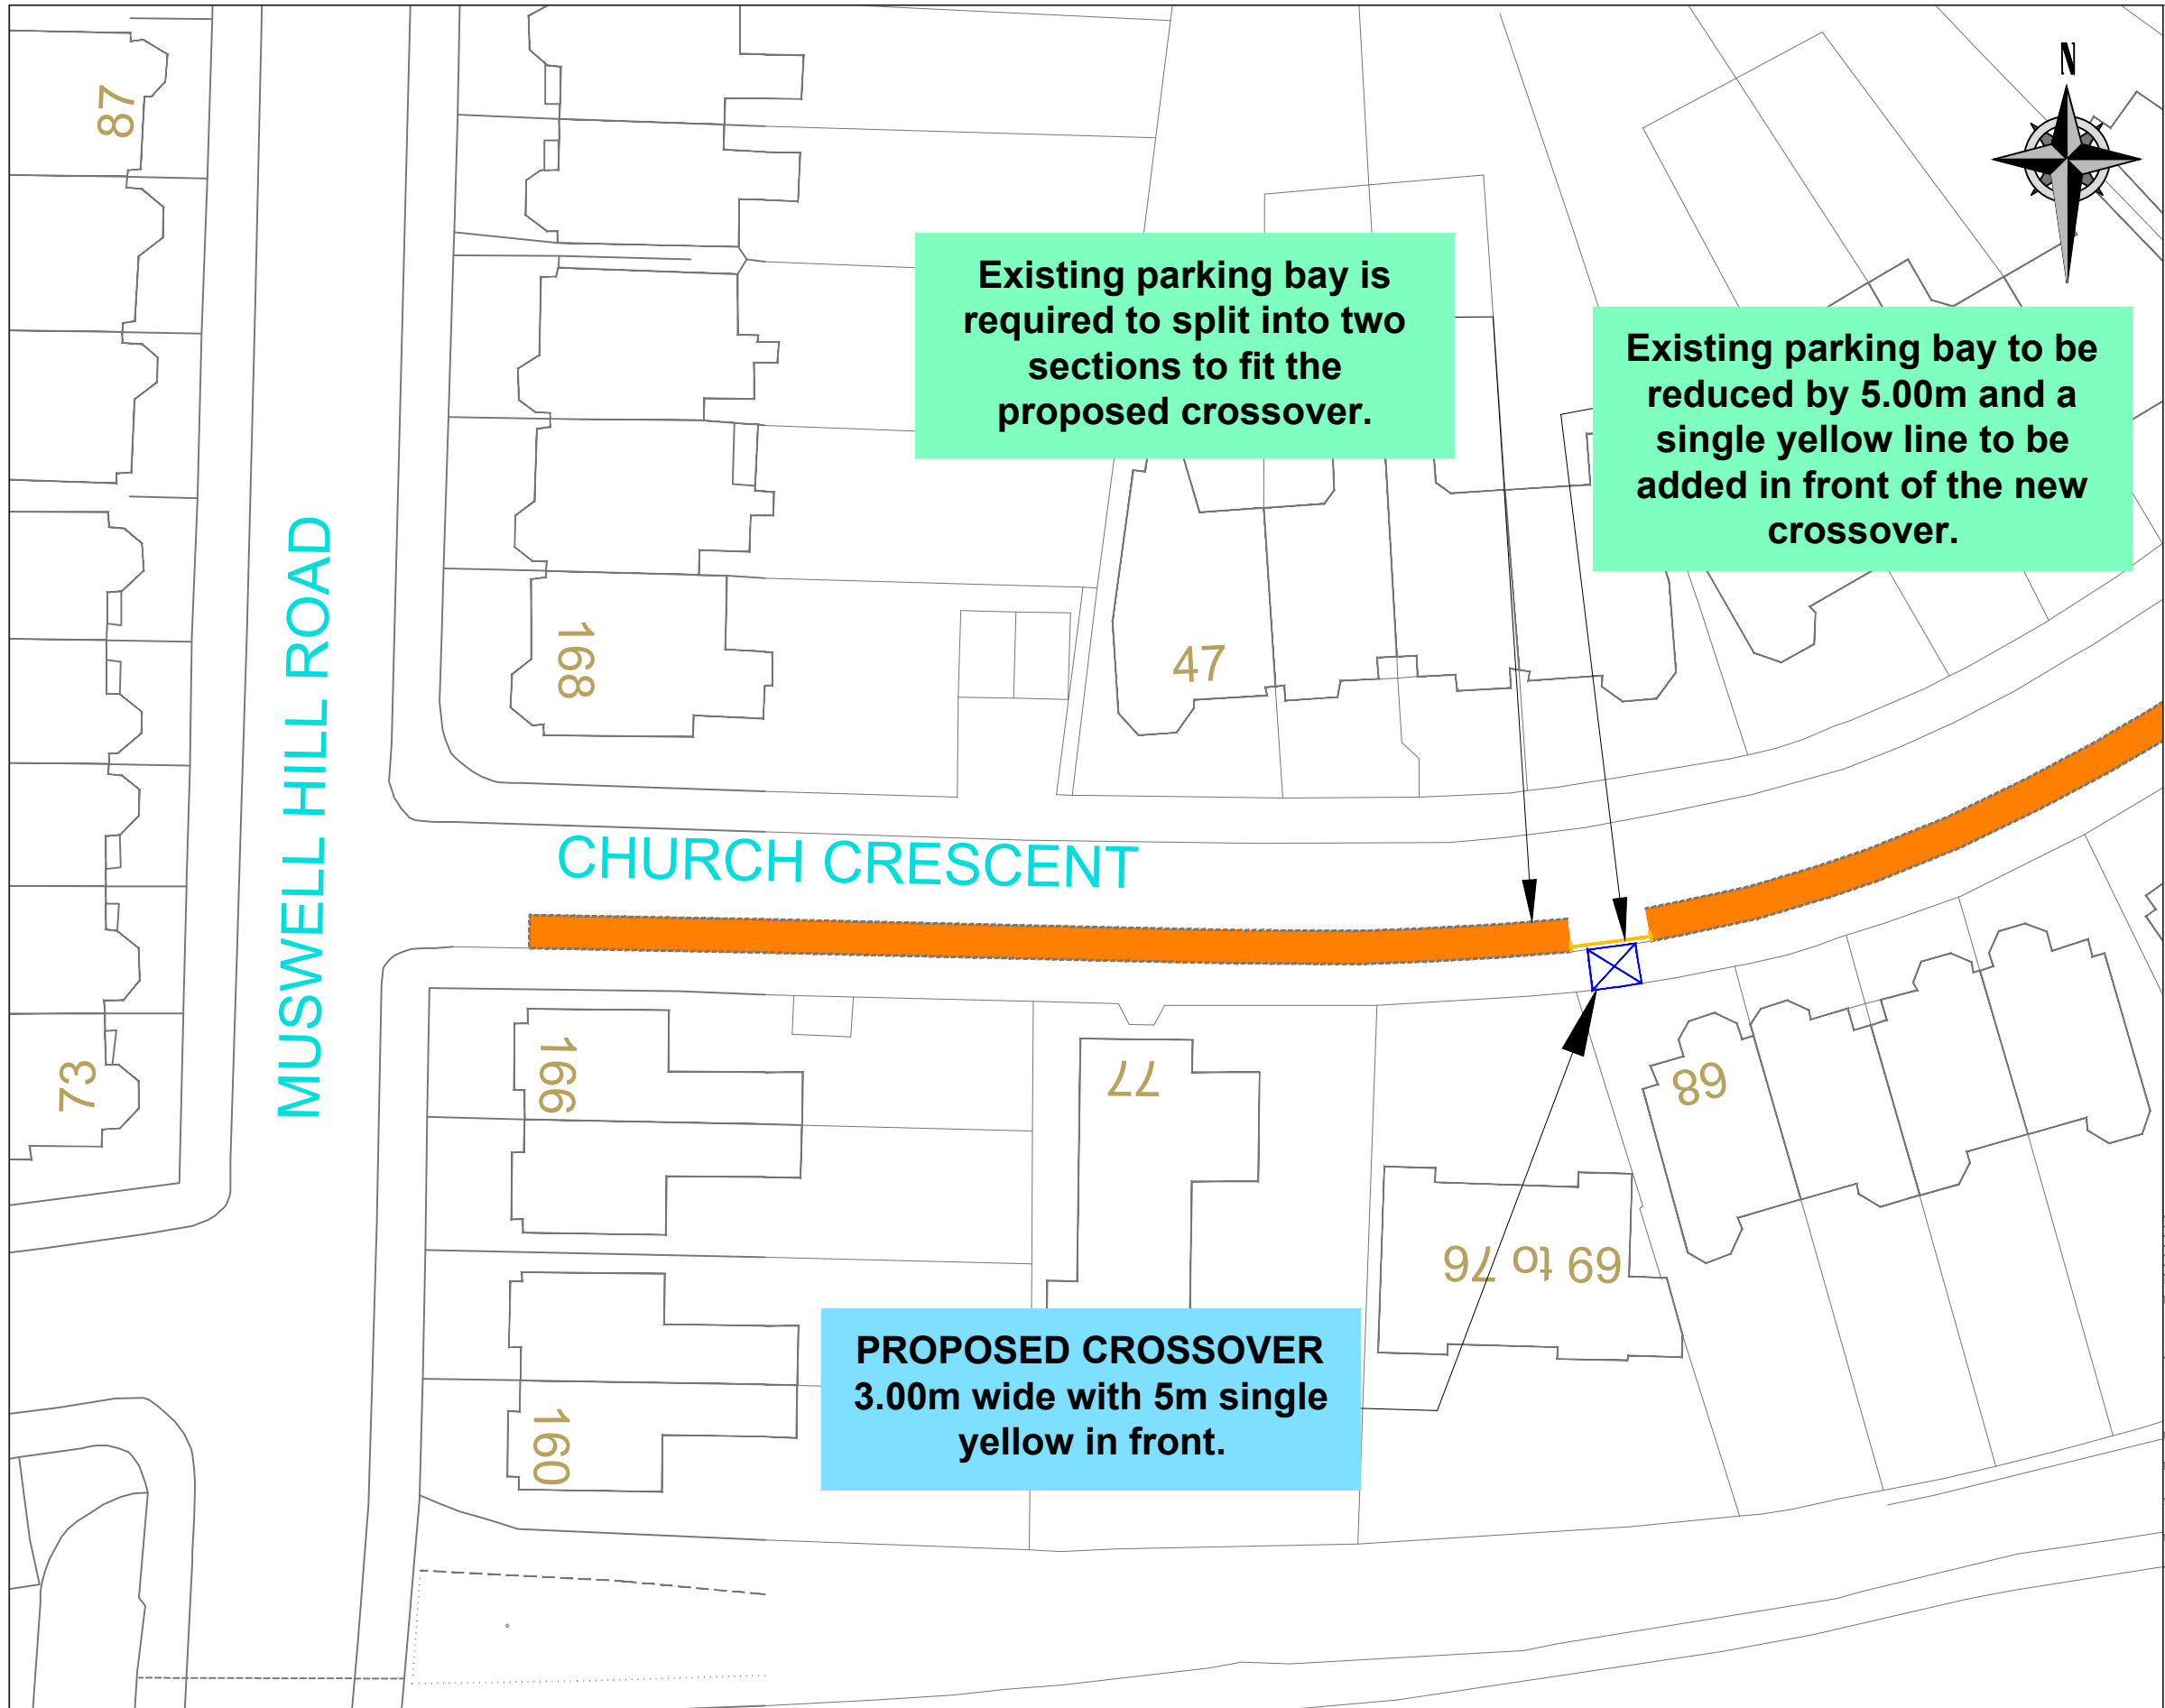 N
87
Existing parking bay is
required to split into two
sections to fit the
proposed crossover.
Existing parking bay to be
reduced by 5.00m and a
single yellow line to be
added in front of the new
crossover.
MUSWELL HILL ROAD
168
47
CHURCH CRESCENT
73
166
77
68
69 to 76
PROPOSED CROSSOVER
3.00m wide with 5m single
yellow in front.
160